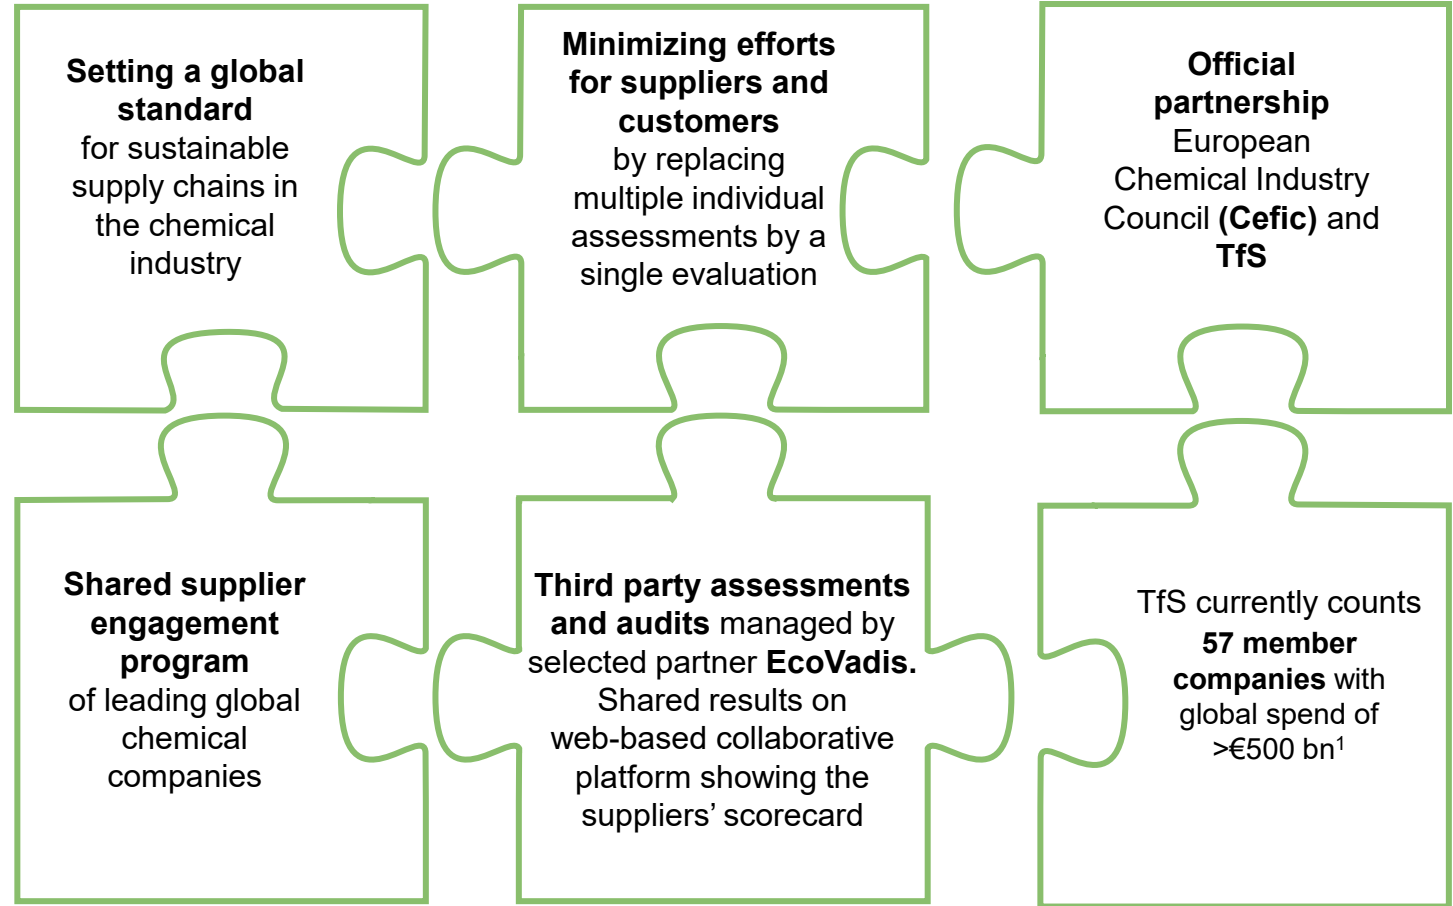 Setting a global
standard
for sustainable
supply chains in
the chemical
industry
Minimizing efforts
for suppliers and
customers
by replacing
multiple individual
assessments by a
single evaluation
Official
partnership
European
Chemical Industry
Council (Cefic) and
TfS
Shared supplier
engagement
program
of leading global
chemical
companies
Third party assessments
and audits managed by
selected partner EcoVadis.
Shared results on
web-based collaborative
platform showing the
suppliers’ scorecard
TfS currently counts
57 member
companies with
global spend of
>€500 bn¹